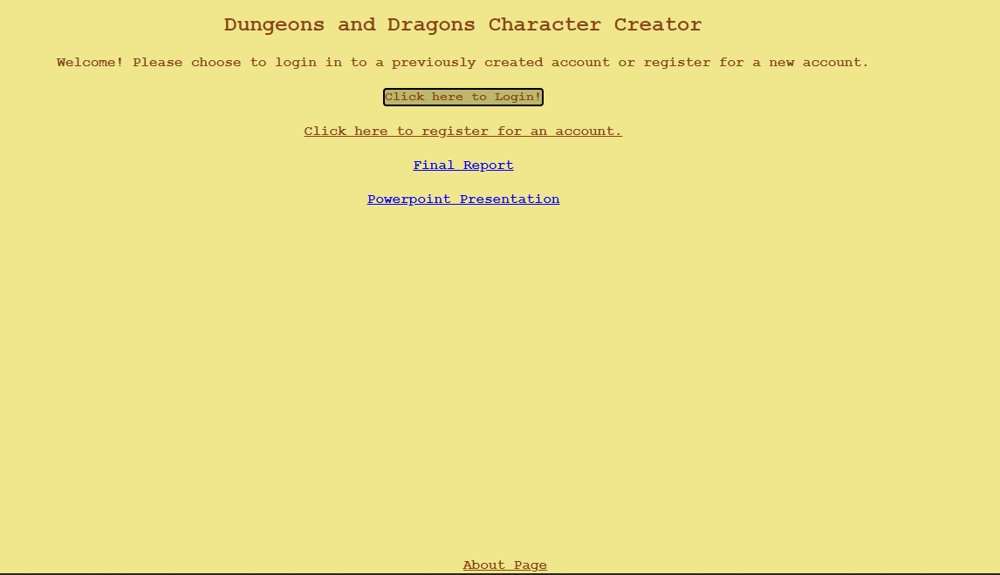 Dungeons and Dragons Character Creator
Welcome! Please choose to login in to a previously created account or register for a new account.
Click here to Login!
Click here to register for an account.
Final Report
Powerpoint Presentation
About Page